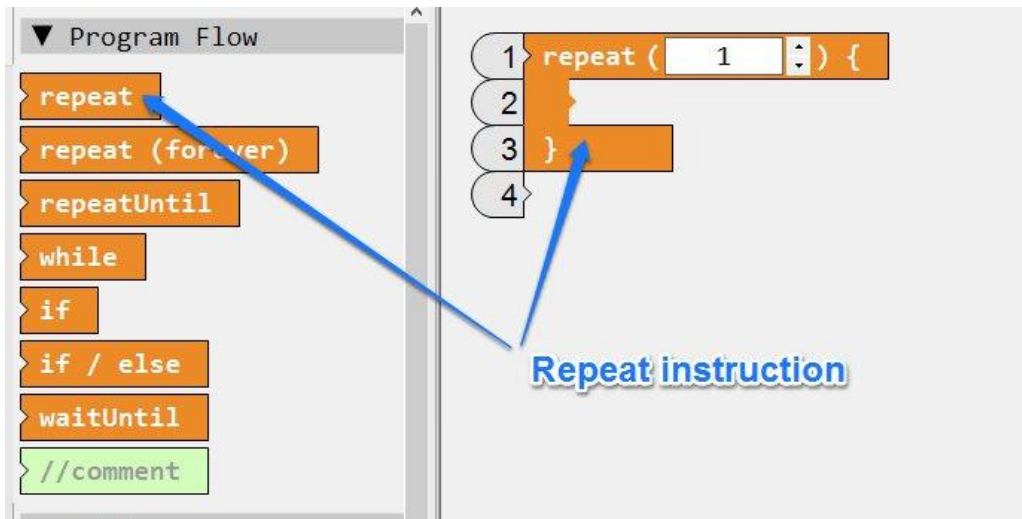 ▼ Program Flow
repeat
repeat (forever)
repeatUntil
while
if
if / else
waitUntil
//comment
1 repeat ( 1 ) {
2
3 }
4
Repeat instruction